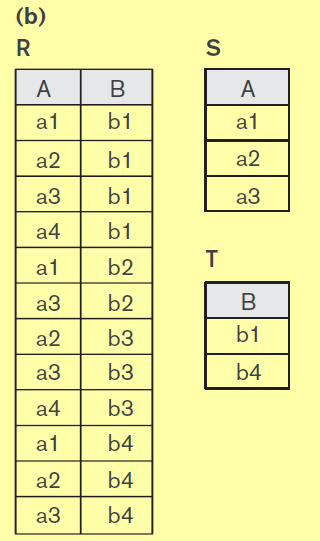 (b)
R
A B
a1 b1
a2 b1
a3 b1
a4 b1
a1 b2
a3 b2
a2 b3
a3 b3
a4 b3
a1 b4
a2 b4
a3 b4
S
A
a1
a2
a3
T
B
b1
b4